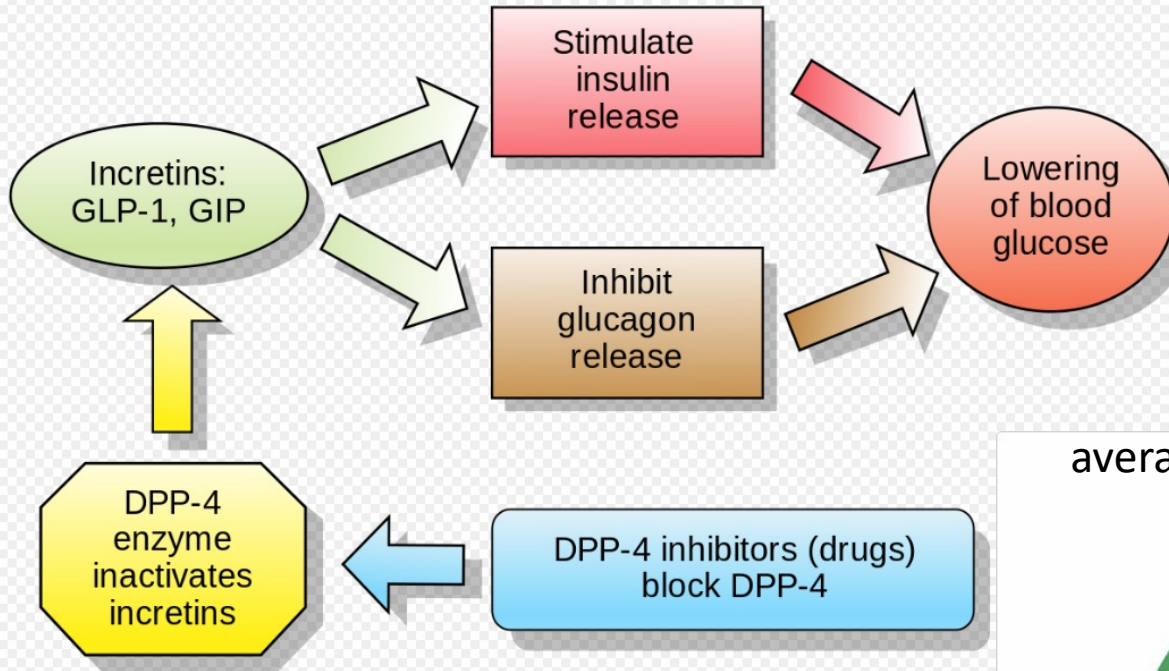 Stimulate
insulin
release
Incretins:
GLP-1, GIP
Lowering
of blood
glucose
Inhibit
glucagon
release
DPP-4
enzyme
inactivates
incretins
DPP-4 inhibitors (drugs)
block DPP-4